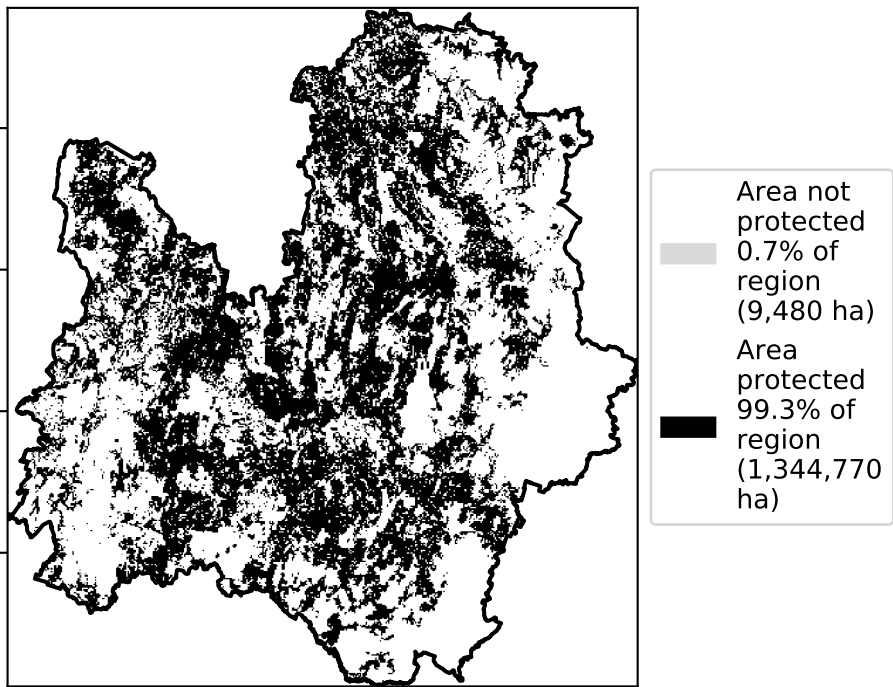 Area not
protected
0.7% of
region
(9,480 ha)
Area
protected
99.3% of
region
(1,344,770
ha)